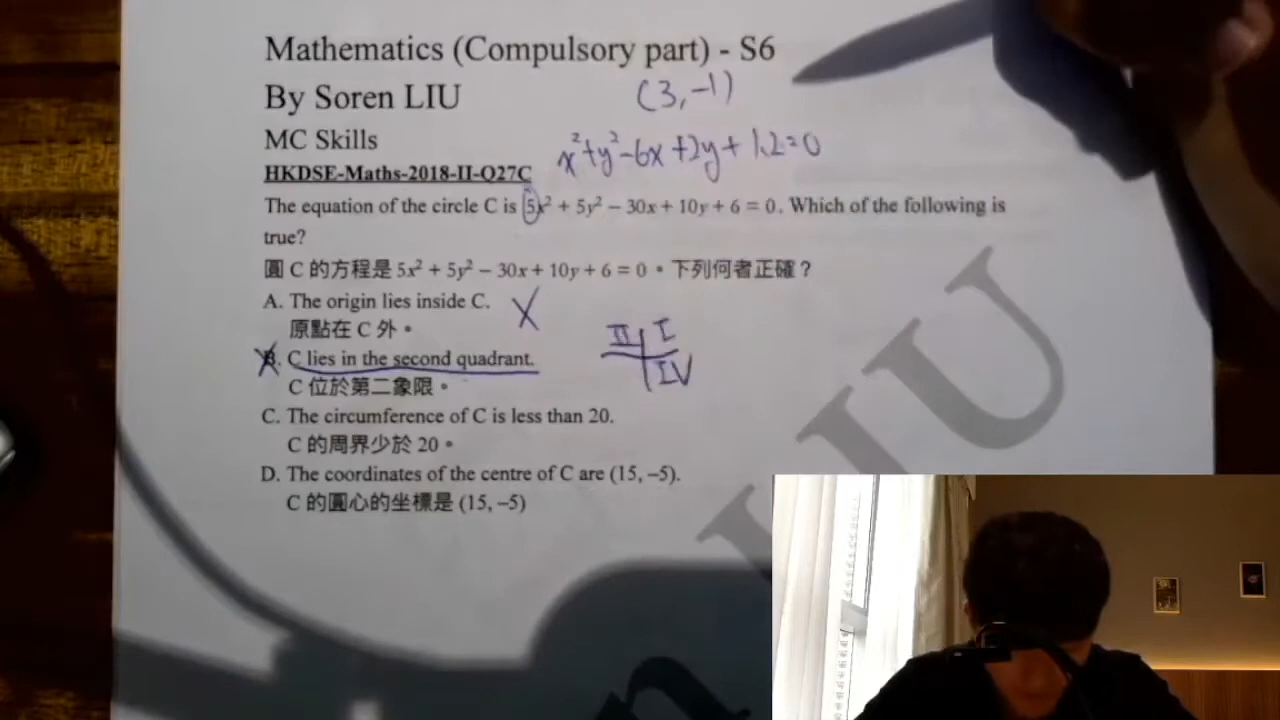 Mathematics (Compulsory part) - S6
(3,-1)
By Soren LIU
MC Skills
x²+y²-6x+2y+1.2=0
HKDSE-Maths-2018-II-Q27C
The equation of the circle C is 5x² + 5y² − 30x + 10y + 6 = 0. Which of the following is
true?
圓 C 的方程是 5x² + 5y² − 30x + 10y + 6 = 0。下列何者正確？
A. The origin lies inside C. X
原點在 C 外。
II I
B. C lies in the second quadrant.
IV
C 位於第二象限。
C. The circumference of C is less than 20.
C 的周界少於 20。
D. The coordinates of the centre of C are (15, –5).
C 的圓心的坐標是 (15, –5)
LIU